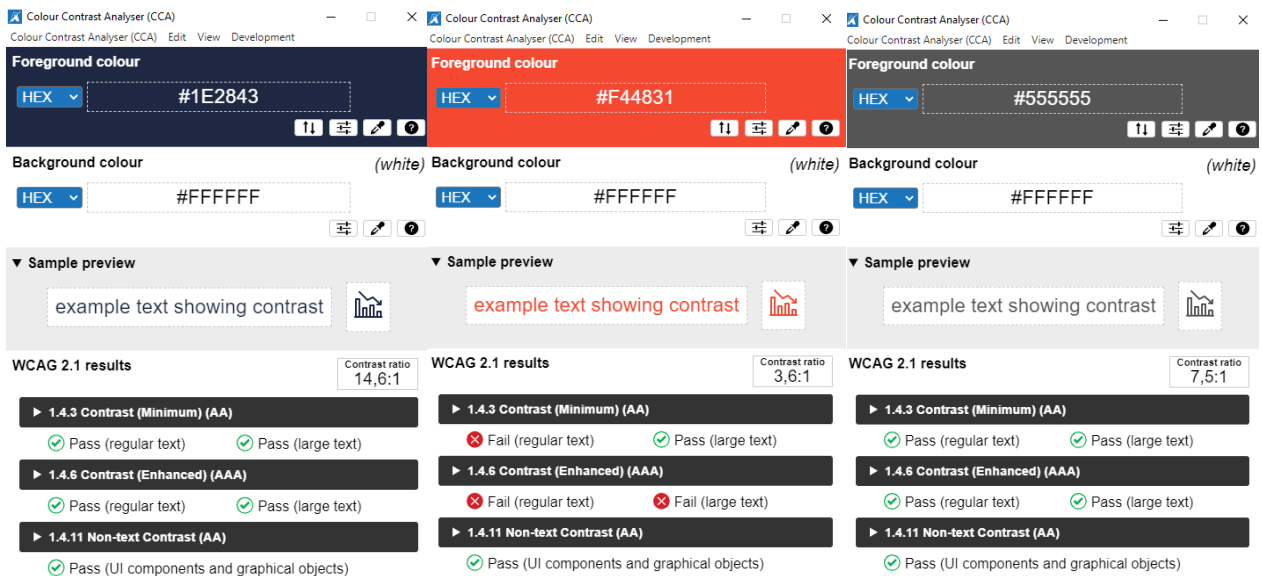 Colour Contrast Analyser (CCA)
Colour Contrast Analyser (CCA) Edit View Development
Foreground colour
HEX #1E2843
Background colour (white)
HEX #FFFFFF
▼ Sample preview
example text showing contrast
WCAG 2.1 results
Contrast ratio
14,6:1
1.4.3 Contrast (Minimum) (AA)
Pass (regular text) Pass (large text)
1.4.6 Contrast (Enhanced) (AAA)
Pass (regular text) Pass (large text)
1.4.11 Non-text Contrast (AA)
Pass (UI components and graphical objects)
Colour Contrast Analyser (CCA)
Colour Contrast Analyser (CCA) Edit View Development
Foreground colour
HEX #F44831
Background colour (white)
HEX #FFFFFF
▼ Sample preview
example text showing contrast
WCAG 2.1 results
Contrast ratio
3,6:1
1.4.3 Contrast (Minimum) (AA)
Fail (regular text) Pass (large text)
1.4.6 Contrast (Enhanced) (AAA)
Fail (regular text) Fail (large text)
1.4.11 Non-text Contrast (AA)
Pass (UI components and graphical objects)
Colour Contrast Analyser (CCA)
Colour Contrast Analyser (CCA) Edit View Development
Foreground colour
HEX #555555
Background colour (white)
HEX #FFFFFF
▼ Sample preview
example text showing contrast
WCAG 2.1 results
Contrast ratio
7,5:1
1.4.3 Contrast (Minimum) (AA)
Pass (regular text) Pass (large text)
1.4.6 Contrast (Enhanced) (AAA)
Pass (regular text) Pass (large text)
1.4.11 Non-text Contrast (AA)
Pass (UI components and graphical objects)